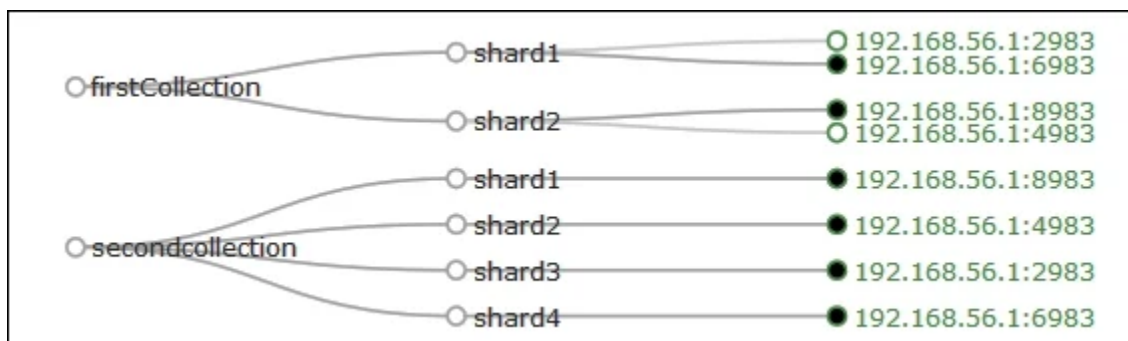 shard1
192.168.56.1:2983
192.168.56.1:6983
firstCollection
shard2
192.168.56.1:8983
192.168.56.1:4983
shard1
192.168.56.1:8983
shard2
192.168.56.1:4983
secondcollection
shard3
192.168.56.1:2983
shard4
192.168.56.1:6983